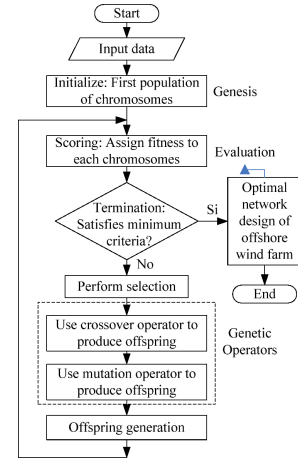 Start
Input data
Initialize: First population
of chromosomes
Genesis
Scoring: Assign fitness to
each chromosomes
Evaluation
Termination:
Satisfies minimum
criteria?
Si
Optimal
network
design of
offshore
wind farm
No
End
Perform selection
Use crossover operator to
produce offspring
Genetic
Operators
Use mutation operator to
produce offspring
Offspring generation